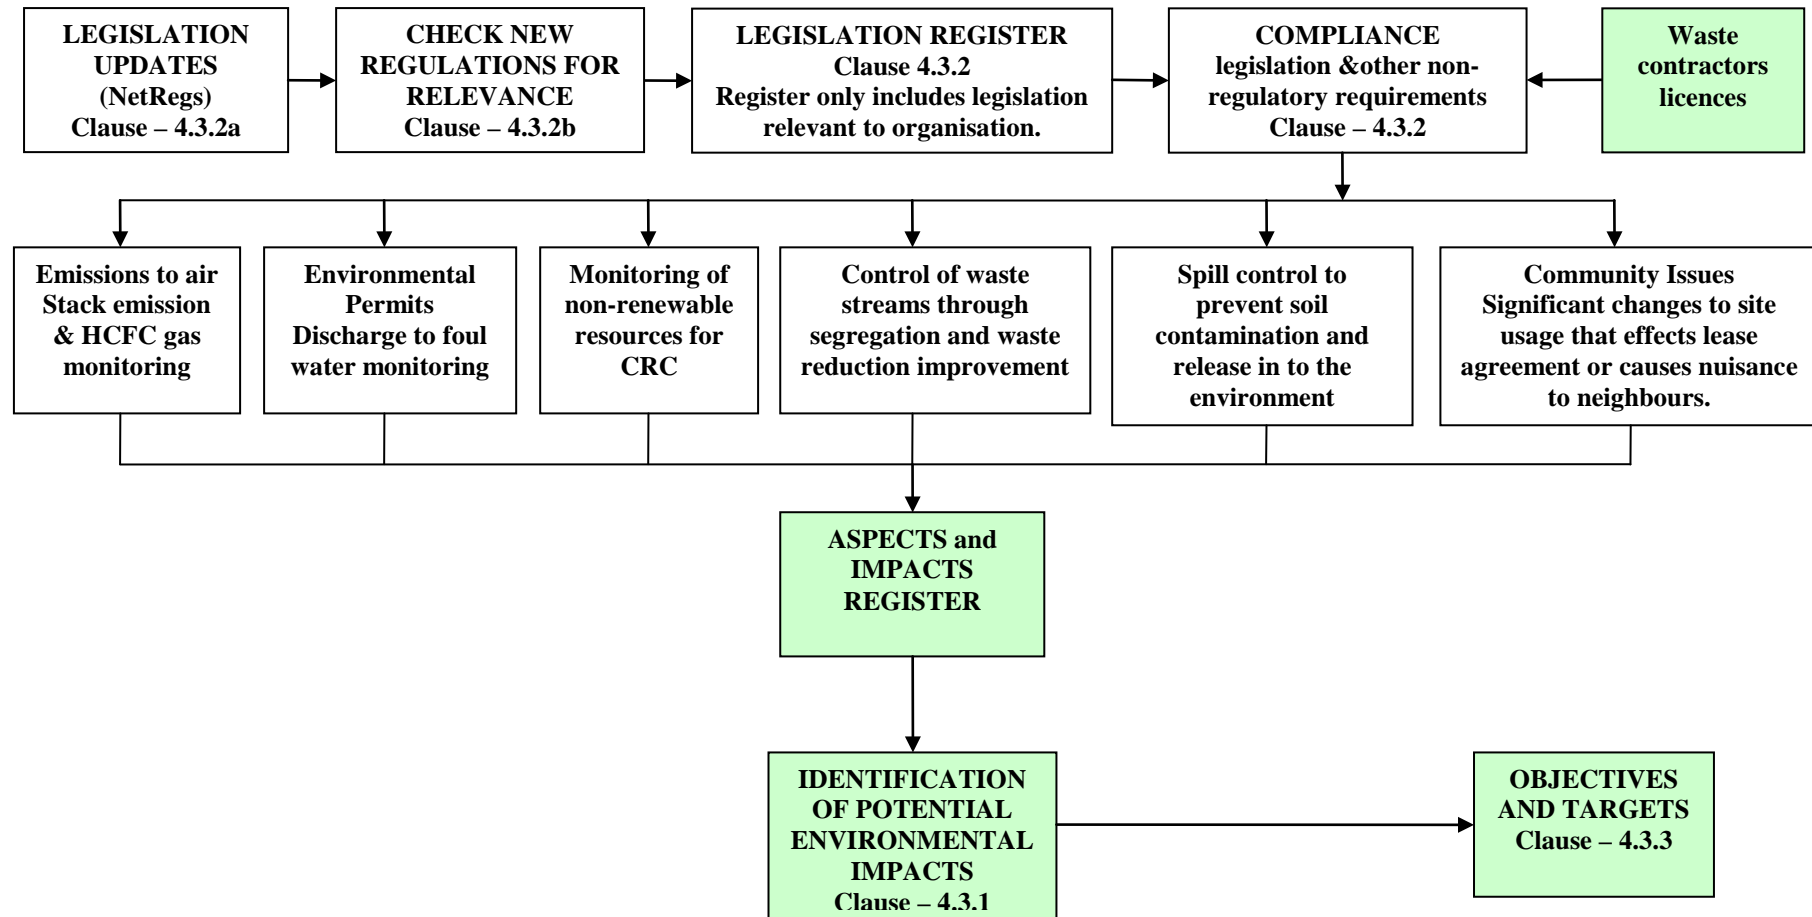 LEGISLATION
UPDATES
(NetRegs)
Clause – 4.3.2a
CHECK NEW
REGULATIONS FOR
RELEVANCE
Clause – 4.3.2b
LEGISLATION REGISTER
Clause 4.3.2
Register only includes legislation
relevant to organisation.
COMPLIANCE
legislation &other non-
regulatory requirements
Clause – 4.3.2
Waste
contractors
licences
Emissions to air
Stack emission
& HCFC gas
monitoring
Environmental
Permits
Discharge to foul
water monitoring
Monitoring of
non-renewable
resources for
CRC
Control of waste
streams through
segregation and waste
reduction improvement
Spill control to
prevent soil
contamination and
release in to the
environment
Community Issues
Significant changes to site
usage that effects lease
agreement or causes nuisance
to neighbours.
ASPECTS and
IMPACTS
REGISTER
IDENTIFICATION
OF POTENTIAL
ENVIRONMENTAL
IMPACTS
Clause – 4.3.1
OBJECTIVES
AND TARGETS
Clause – 4.3.3